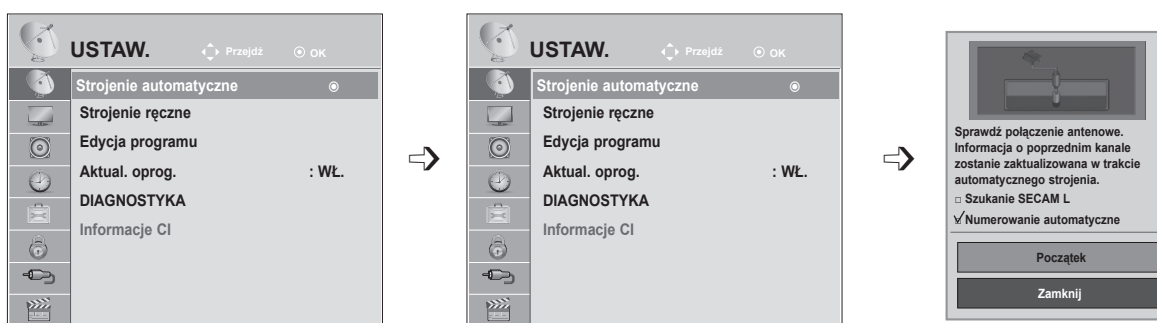 USTAW. Przejdź OK
Strojenie automatyczne
Strojenie ręczne
Edycja programu
Aktual. oprog. : WŁ.
DIAGNOSTYKA
Informacje CI
USTAW. Przejdź OK
Strojenie automatyczne
Strojenie ręczne
Edycja programu
Aktual. oprog. : WŁ.
DIAGNOSTYKA
Informacje CI
Sprawdź połączenie antenowe.
Informacja o poprzednim kanale
zostanie zaktualizowana w trakcie
automatycznego strojenia.
Szukanie SECAM L
Numerowanie automatyczne
Początek
Zamknij